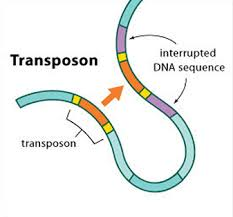 Transposon
interrupted
DNA sequence
transposon